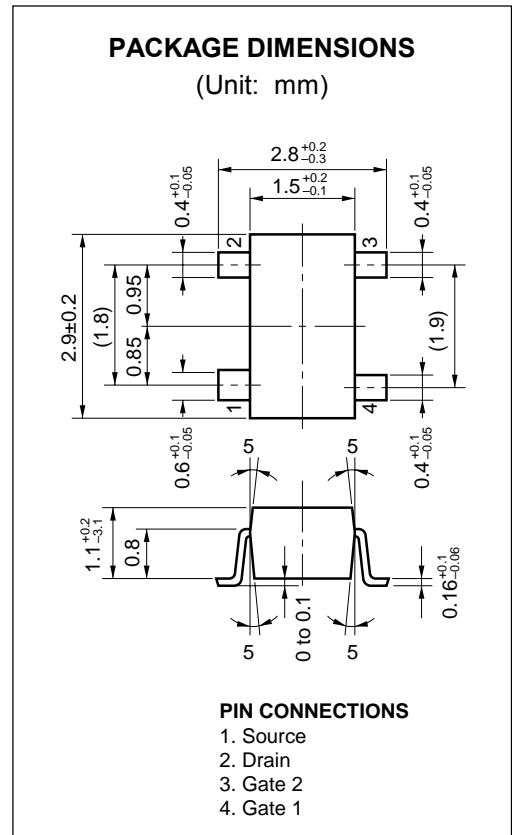 PACKAGE DIMENSIONS
(Unit: mm)
2.8 +0.2 −0.3
1.5 +0.2 −0.1
0.4 +0.1 −0.05
0.4 +0.1 −0.05
2
3
2.9±0.2
(1.8)
0.95
0.85
(1.9)
1
4
0.6 +0.1 −0.05
0.4 +0.1 −0.05
5
5
1.1 +0.2 −3.1
0.8
0 to 0.1
0.16 +0.1 −0.06
5
5
PIN CONNECTIONS
1. Source
2. Drain
3. Gate 2
4. Gate 1